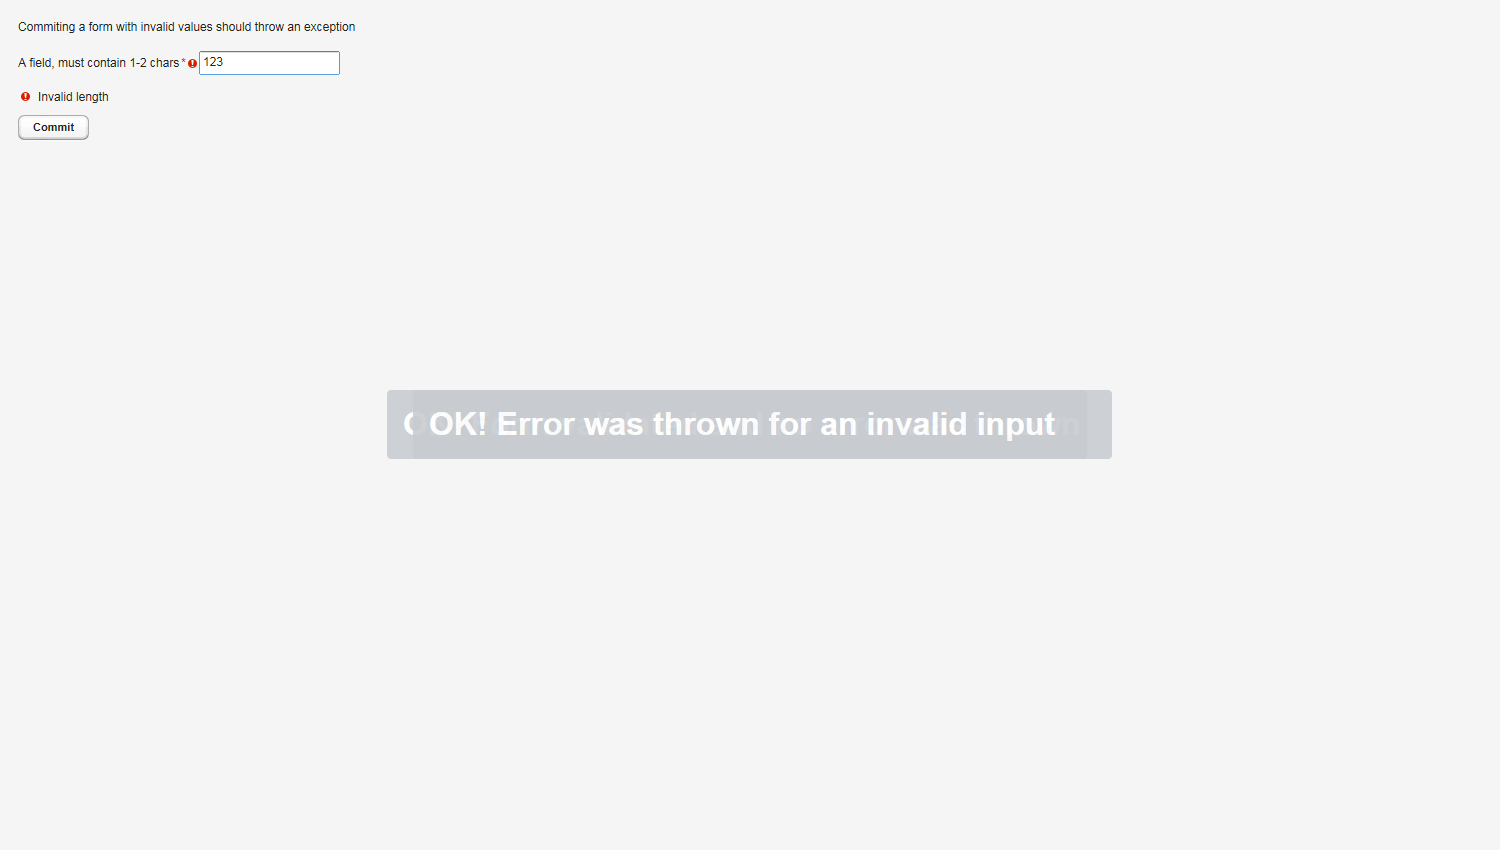 Commiting a form with invalid values should throw an exception
A field, must contain 1-2 chars * 123
Invalid length
Commit
OK! Error was thrown for an invalid input